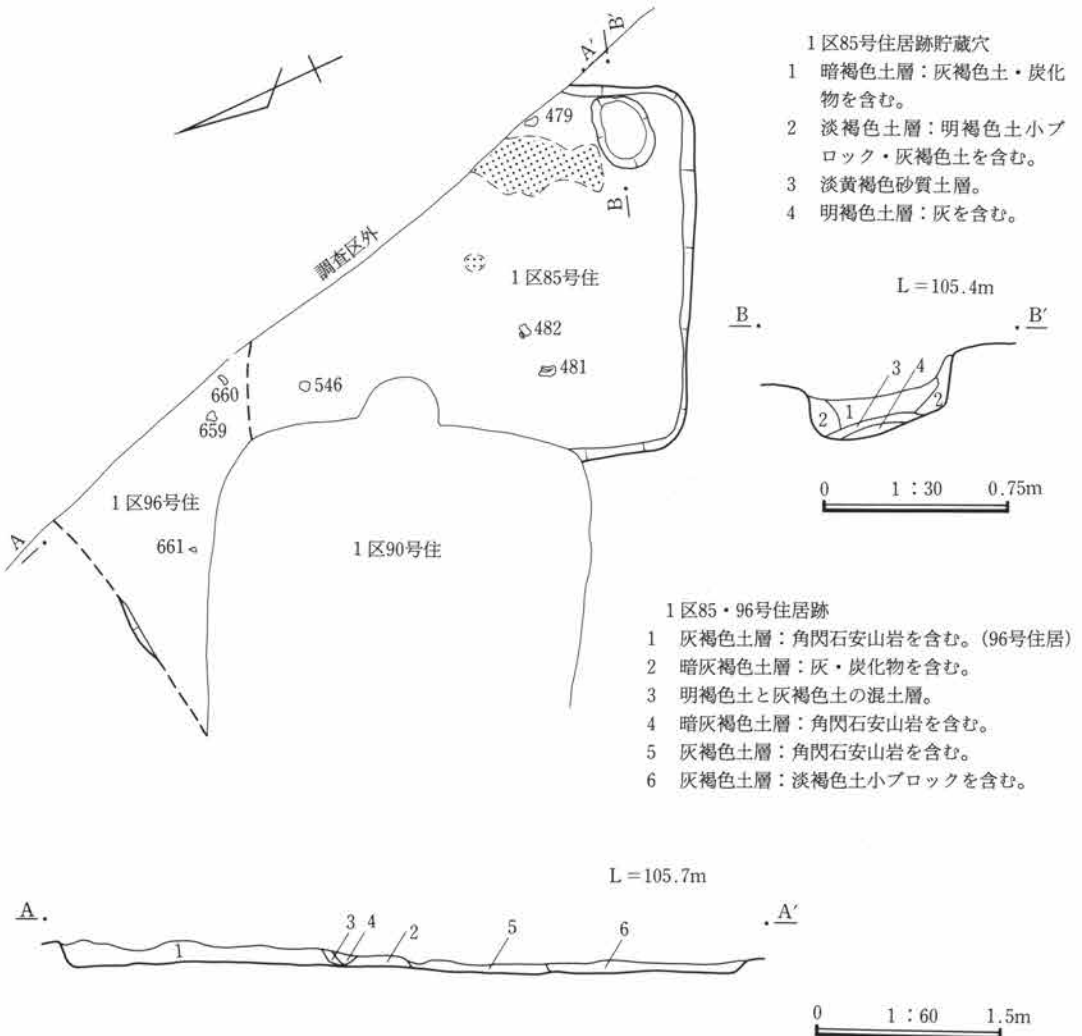 1区85号住居跡貯蔵穴
1 暗褐色土層:灰褐色土・炭化
物を含む。
2 淡褐色土層:明褐色土小ブ
ロック・灰褐色土を含む。
3 淡黄褐色砂質土層。
4 明褐色土層:灰を含む。
A′
B′
479
B
調査区外
1区85号住
482
481
546
660
659
1区96号住
661
A
1区90号住
L=105.4m
B
B′
3 4
2 1 2
0 1:30 0.75m
1区85・96号住居跡
1 灰褐色土層:角閃石安山岩を含む。(96号住居)
2 暗灰褐色土層:灰・炭化物を含む。
3 明褐色土と灰褐色土の混土層。
4 暗灰褐色土層:角閃石安山岩を含む。
5 灰褐色土層:角閃石安山岩を含む。
6 灰褐色土層:淡褐色土小ブロックを含む。
L=105.7m
A
A′
1 3 4 2 5 6
0 1:60 1.5m